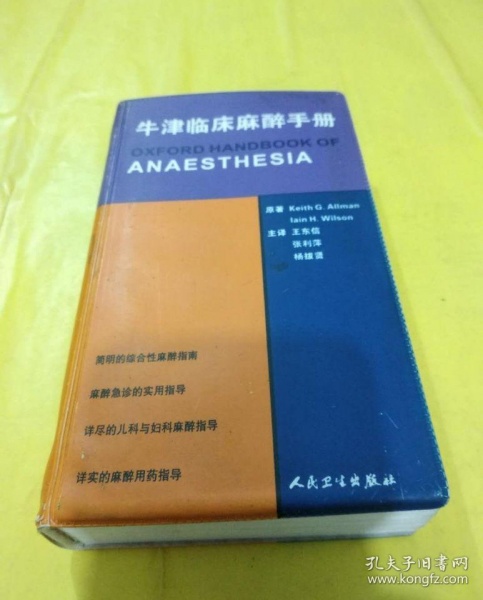 牛津临床麻醉手册
OXFORD HANDBOOK OF
ANAESTHESIA
原著 Keith G. Allman
Iain H. Wilson
主译 王东信
张利萍
杨拔贤
简明的综合性麻醉指南
麻醉急诊的实用指导
详尽的儿科与妇科麻醉指导
详实的麻醉用药指导
人民卫生出版社
孔夫子旧书网
www.kongfz.com